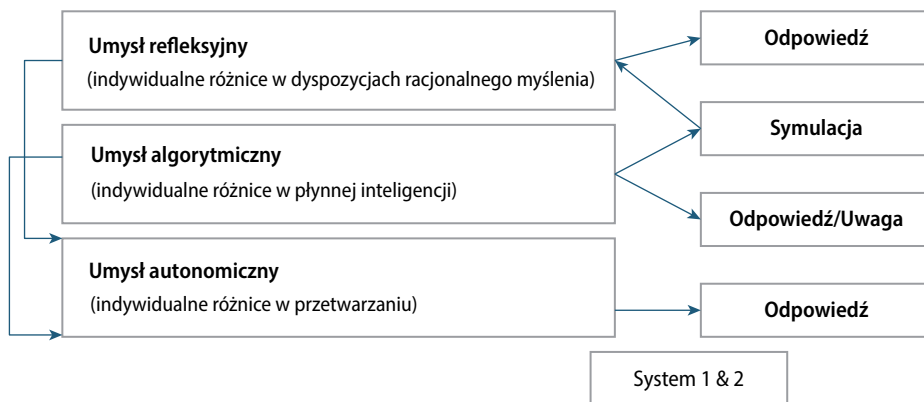 Umysł refleksyjny
(indywidualne różnice w dyspozycjach racjonalnego myślenia)
Odpowiedź
Umysł algorytmiczny
(indywidualne różnice w płynnej inteligencji)
Symulacja
Odpowiedź/Uwaga
Umysł autonomiczny
(indywidualne różnice w przetwarzaniu)
Odpowiedź
System 1 & 2